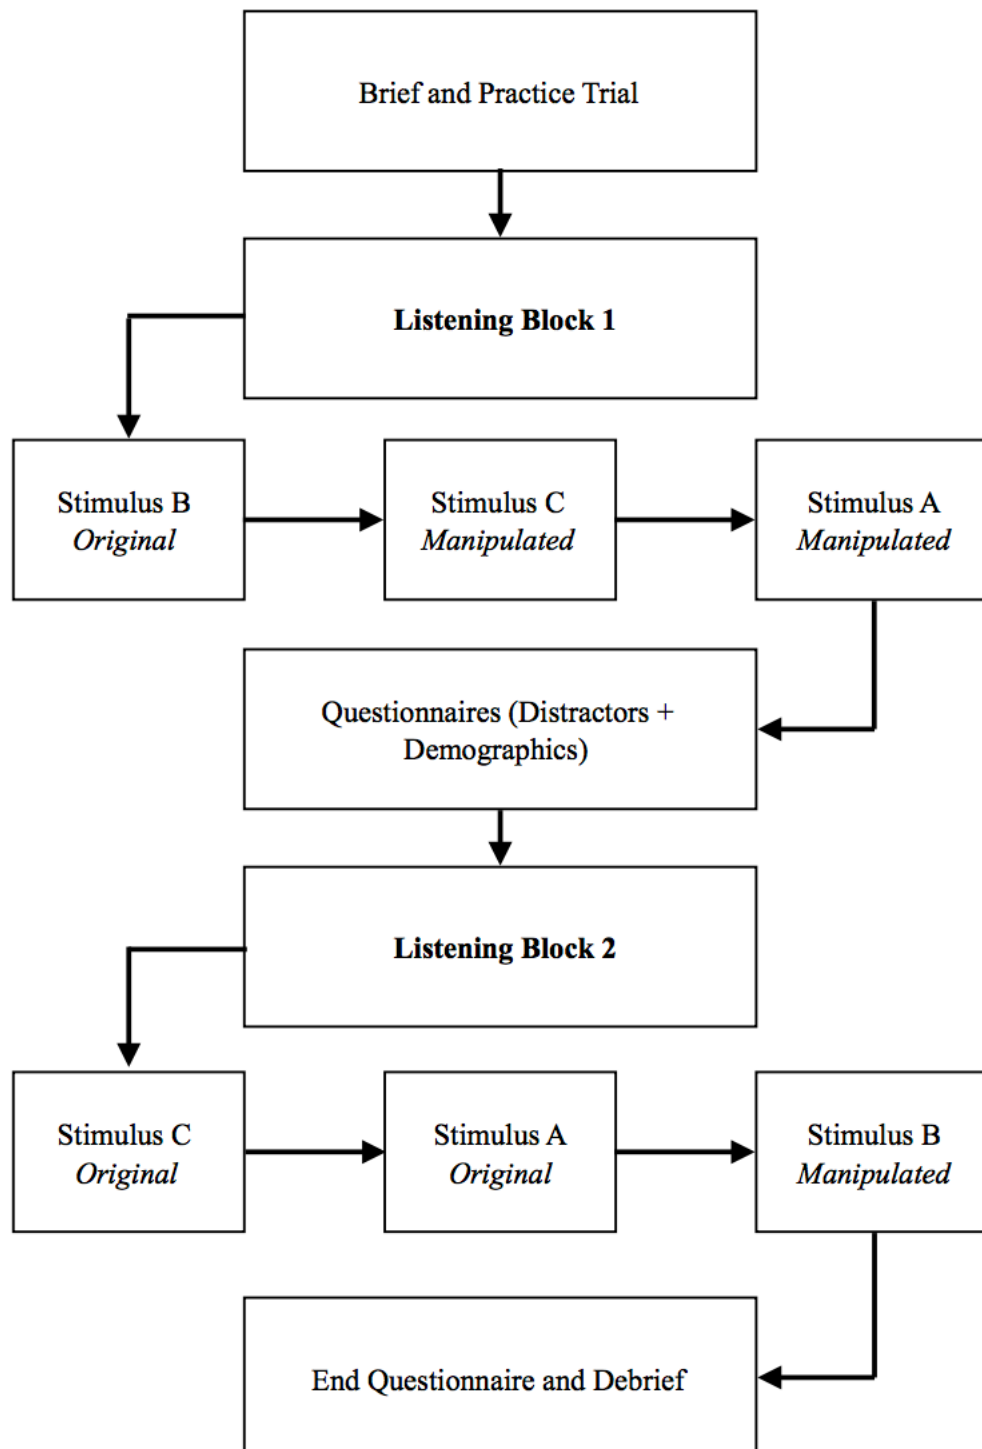 Brief and Practice Trial
Listening Block 1
Stimulus B
Original
Stimulus C
Manipulated
Stimulus A
Manipulated
Questionnaires (Distractors +
Demographics)
Listening Block 2
Stimulus C
Original
Stimulus A
Original
Stimulus B
Manipulated
End Questionnaire and Debrief